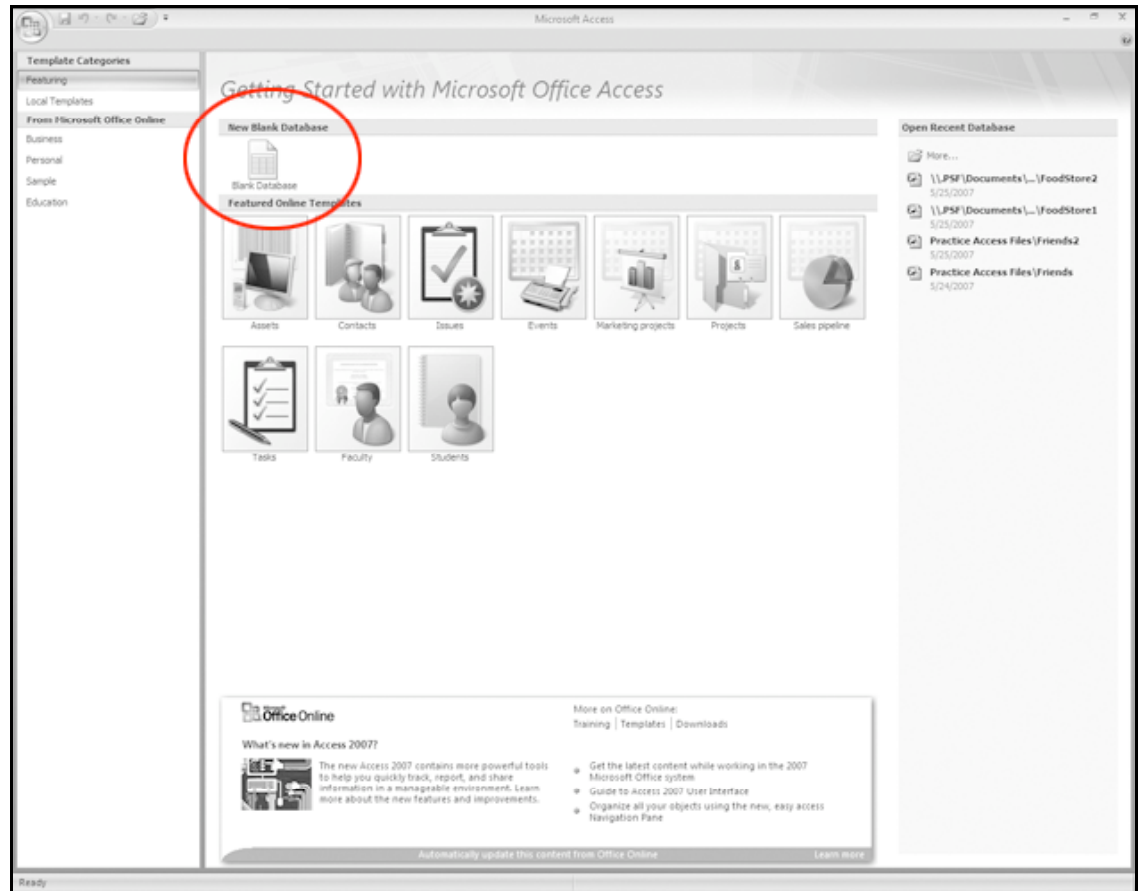 Microsoft Access
Template Categories
Featuring
Local Templates
From Microsoft Office Online
Business
Personal
Sample
Education
Getting Started with Microsoft Office Access
New Blank Database
Blank Database
Featured Online Templates
Assets
Contacts
Issues
Events
Marketing projects
Projects
Sales pipeline
Tasks
Faculty
Students
Open Recent Database
More...
\\.PSF\Documents\...\FoodStore2
5/25/2007
\\.PSF\Documents\...\FoodStore1
5/25/2007
Practice Access Files\Friends2
5/25/2007
Practice Access Files\Friends
5/24/2007
Microsoft
Office Online
What's new in Access 2007?
The new Access 2007 contains more powerful tools
to help you quickly track, report, and share
information in a manageable environment. Learn
more about the new features and improvements.
More on Office Online:
Training | Templates | Downloads
Get the latest content while working in the 2007
Microsoft Office system
Guide to Access 2007 User Interface
Organize all your objects using the new, easy access
Navigation Pane
Automatically update this content from Office Online
Learn more
Ready